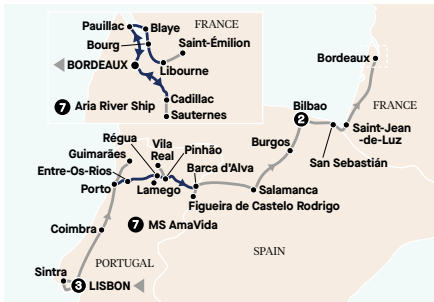 FRANCE
Pauillac
Blaye
Bourg
Saint-Émilion
BORDEAUX
Libourne
7 Aria River Ship
Cadillac
Sauternes
Bordeaux
FRANCE
Bilbao
2
Saint-Jean
-de-Luz
San Sebastián
Burgos
Régua
Vila
Real
Pinhão
Guimarães
Barca d'Alva
Entre-Os-Rios
Porto
Lamego
Salamanca
Figueira de Castelo Rodrigo
7 MS AmaVida
Coimbra
SPAIN
PORTUGAL
Sintra
3 LISBON